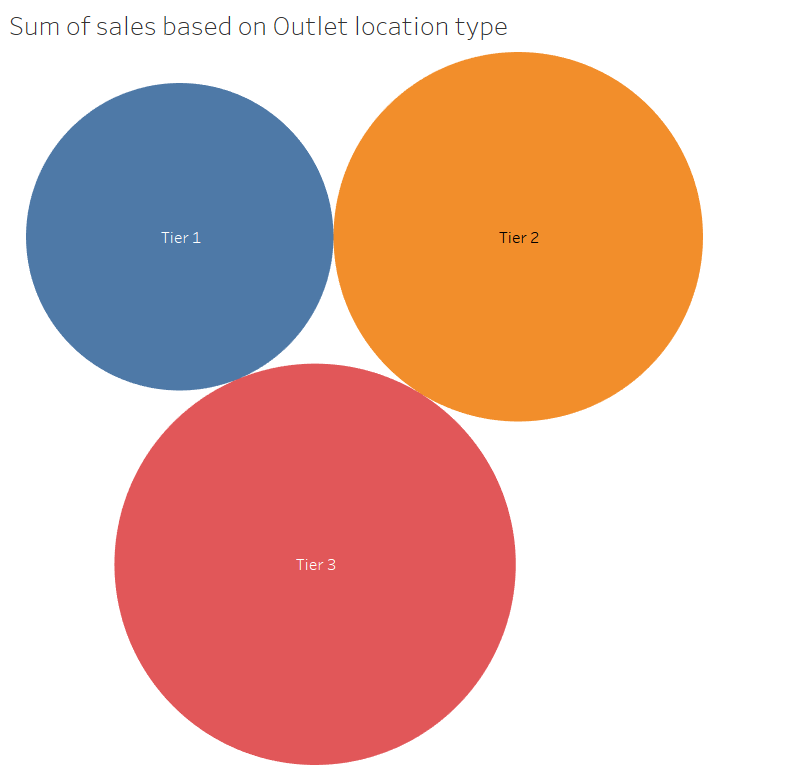 Sum of sales based on Outlet location type
Tier 1
Tier 2
Tier 3